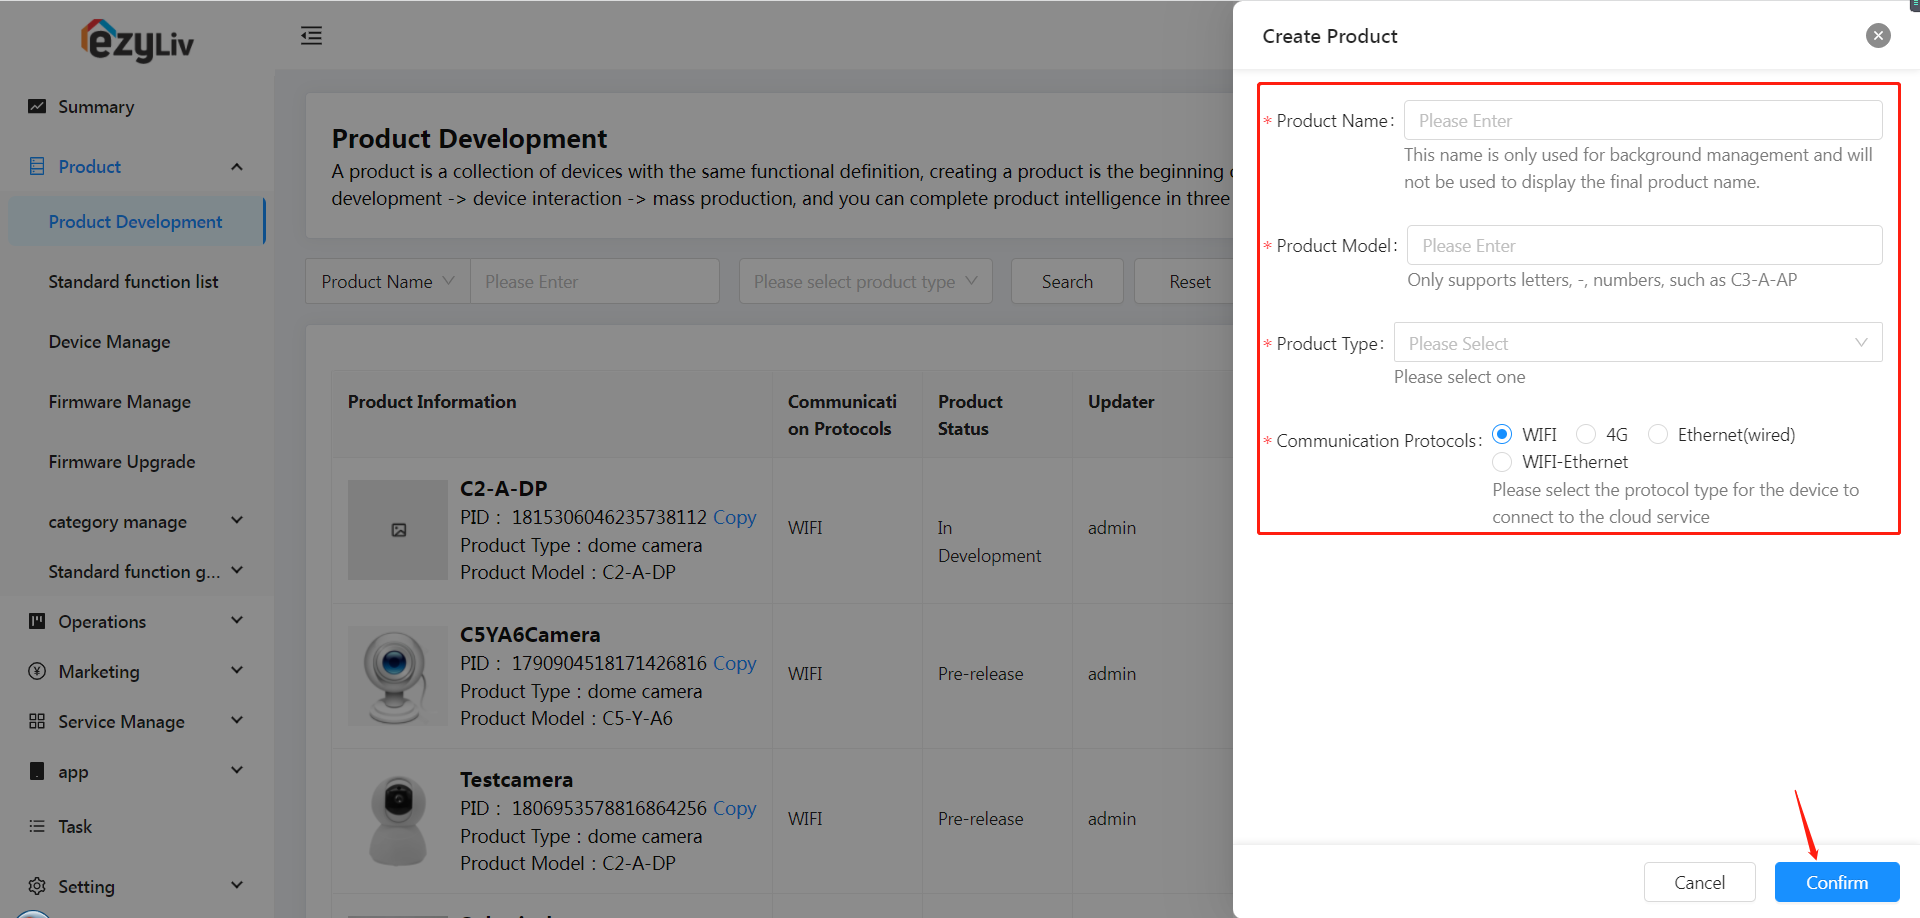 ezyLiv
Summary
Product
Product Development
Standard function list
Device Manage
Firmware Manage
Firmware Upgrade
category manage
Standard function g...
Operations
Marketing
Service Manage
app
Task
Setting
Product Development
A product is a collection of devices with the same functional definition, creating a product is the beginning
development -> device interaction -> mass production, and you can complete product intelligence in three
Product Name Please Enter Please select product type Search Reset
Product Information Communicati Product Updater
on Protocols Status
C2-A-DP
PID : 1815306046235738112 Copy
Product Type : dome camera
Product Model : C2-A-DP
WIFI In admin
Development
C5YA6Camera
PID : 1790904518171426816 Copy
Product Type : dome camera
Product Model : C5-Y-A6
WIFI Pre-release admin
Testcamera
PID : 1806953578816864256 Copy
Product Type : dome camera
Product Model : C2-A-DP
WIFI Pre-release admin
Create Product
* Product Name: Please Enter
This name is only used for background management and will
not be used to display the final product name.
* Product Model: Please Enter
Only supports letters, -, numbers, such as C3-A-AP
* Product Type: Please Select
Please select one
* Communication Protocols: WIFI 4G Ethernet(wired)
WIFI-Ethernet
Please select the protocol type for the device to
connect to the cloud service
Cancel Confirm